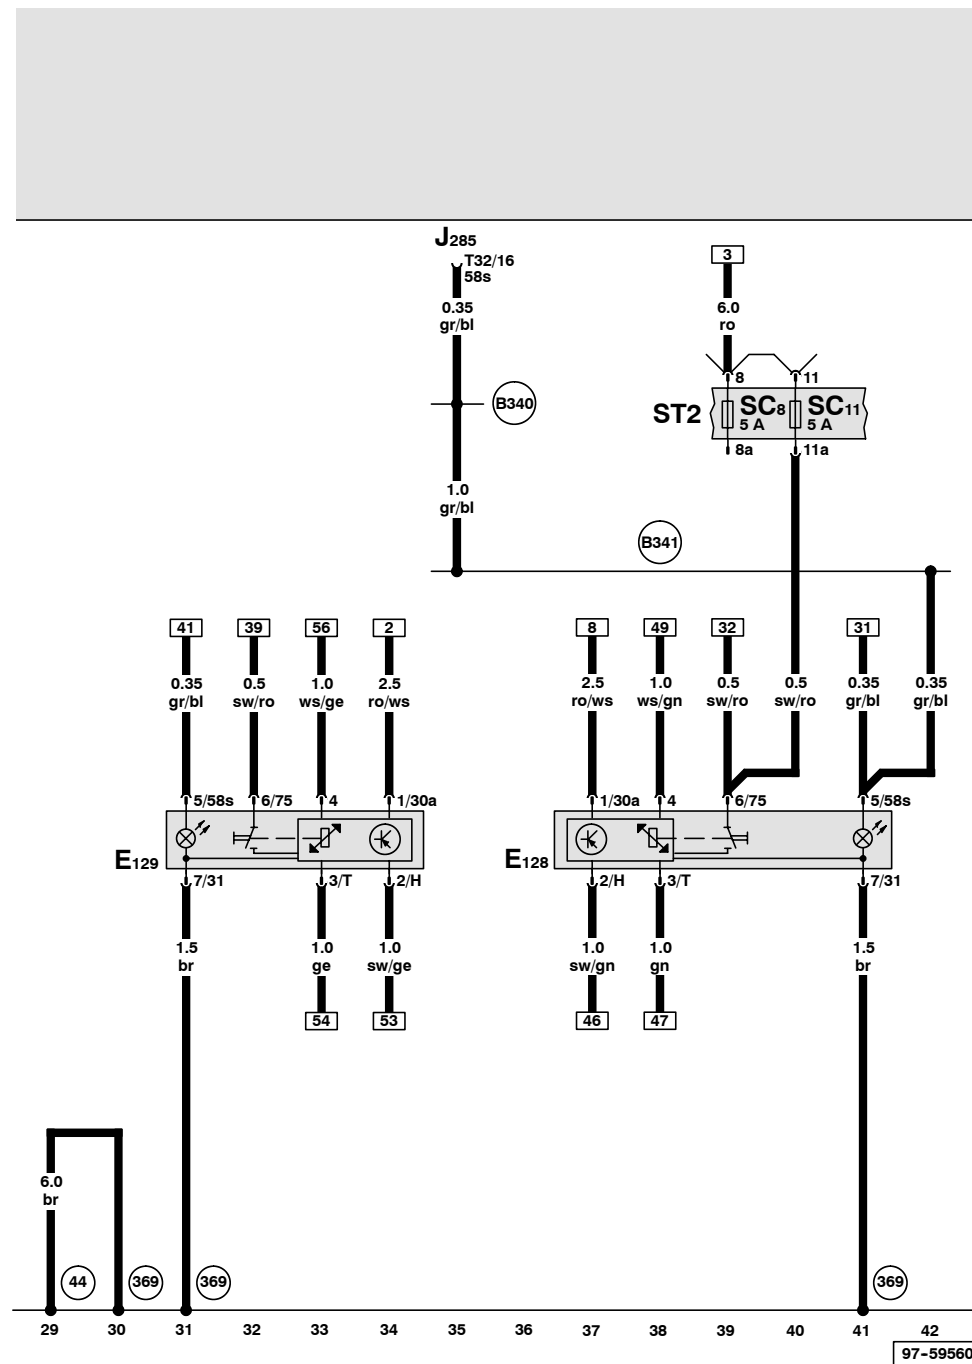 J285
T32/16
58s
3
0.35
gr/bl
6.0
ro
8 11
B340
ST2 SC8 SC11
5 A 5 A
8a 11a
1.0
gr/bl
B341
41 39 56 2 8 49 32 31
0.35 0.5 1.0 2.5 2.5 1.0 0.5 0.5 0.35 0.35
gr/bl sw/ro ws/ge ro/ws ro/ws ws/gn sw/ro sw/ro gr/bl gr/bl
5/58s 6/75 4 1/30a 1/30a 4 6/75 5/58s
E129 E128
7/31 3/T 2/H 2/H 3/T 7/31
1.5 1.0 1.0 1.0 1.0 1.5
br ge sw/ge sw/gn gn br
54 53 46 47
6.0
br
44 369 369 369
29 30 31 32 33 34 35 36 37 38 39 40 41 42
97-59560